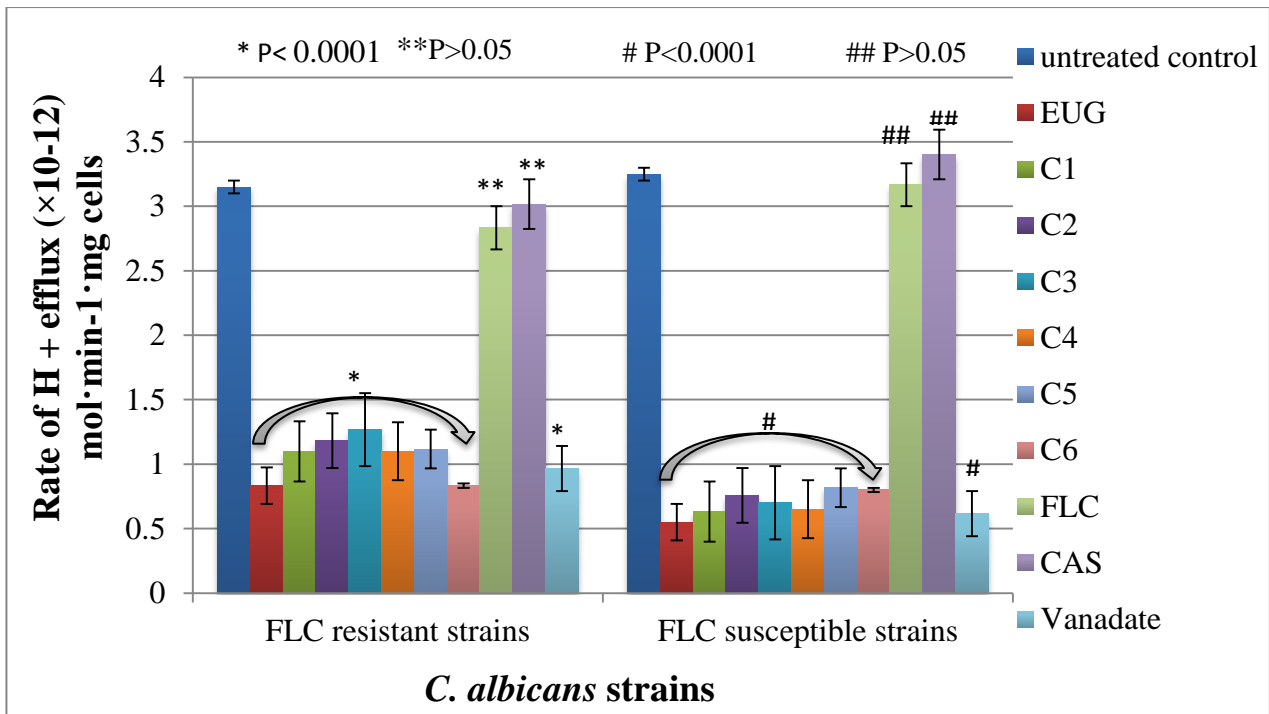 * P< 0.0001 **P>0.05 # P<0.0001 ## P>0.05
Rate of H + efflux (×10-12)
mol·min-1·mg cells
4
3.5
3
2.5
2
1.5
1
0.5
0
*
**
**
*
#
##
##
#
FLC resistant strains
FLC susceptible strains
C. albicans strains
untreated control
EUG
C1
C2
C3
C4
C5
C6
FLC
CAS
Vanadate